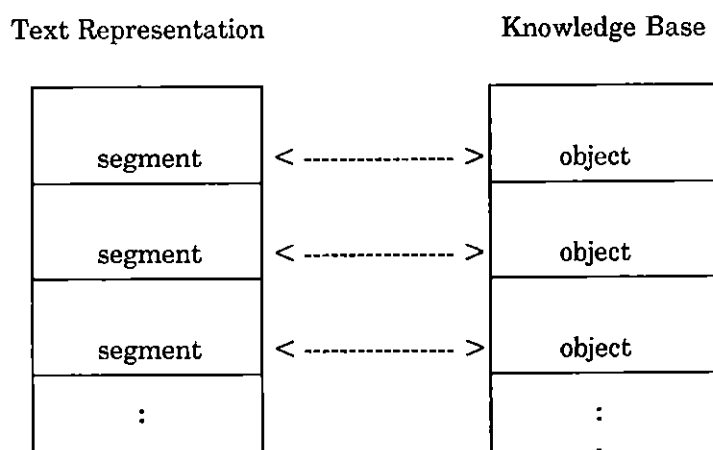 Text Representation Knowledge Base
segment < ---------------- > object
segment < ---------------- > object
segment < ---------------- > object
: :